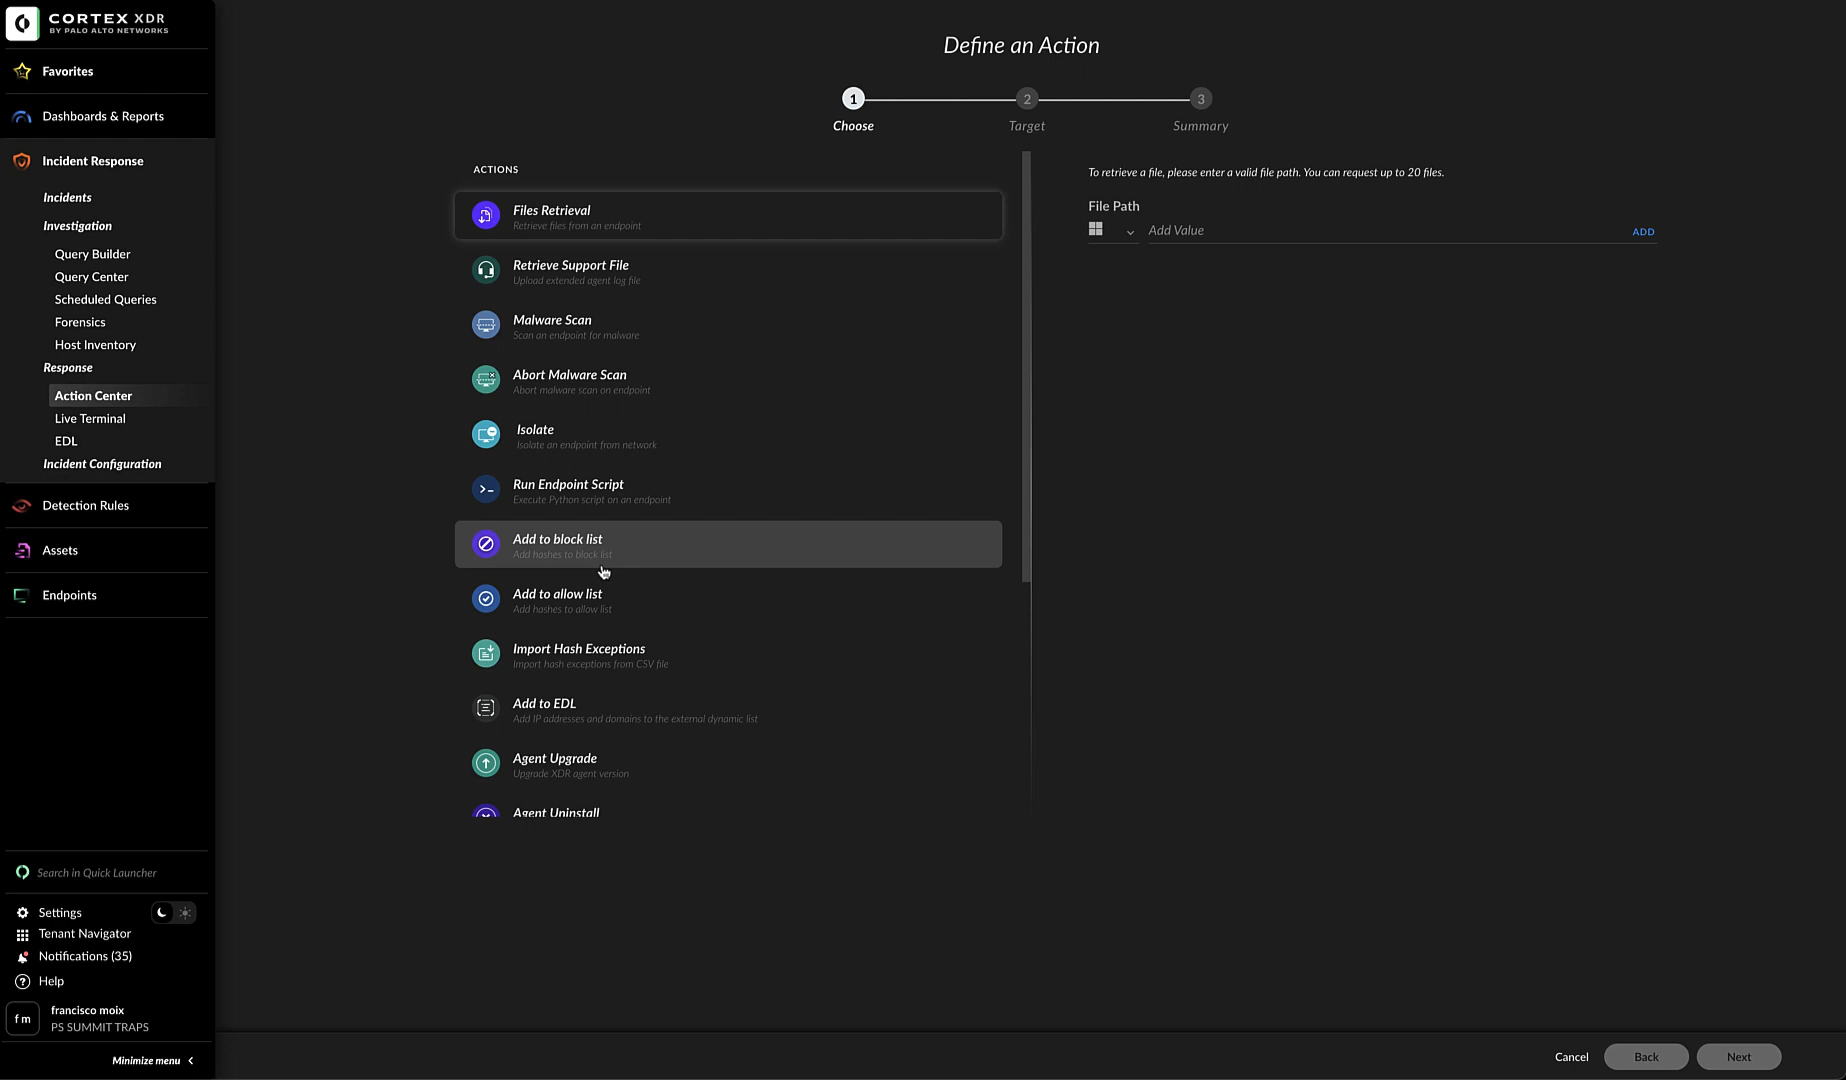 CORTEX XDR
BY PALO ALTO NETWORKS
Favorites
Dashboards & Reports
Incident Response
Incidents
Investigation
Query Builder
Query Center
Scheduled Queries
Forensics
Host Inventory
Response
Action Center
Live Terminal
EDL
Incident Configuration
Detection Rules
Assets
Endpoints
Search in Quick Launcher
Settings
Tenant Navigator
Notifications (35)
Help
f m
francisco moix
PS SUMMIT TRAPS
Minimize menu
Define an Action
1 2 3
Choose Target Summary
ACTIONS
Files Retrieval
Retrieve files from an endpoint
Retrieve Support File
Upload extended agent log file
Malware Scan
Scan an endpoint for malware
Abort Malware Scan
Abort malware scan on endpoint
Isolate
Isolate an endpoint from network
Run Endpoint Script
Execute Python script on an endpoint
Add to block list
Add hashes to block list
Add to allow list
Add hashes to allow list
Import Hash Exceptions
Import hash exceptions from CSV file
Add to EDL
Add IP addresses and domains to the external dynamic list
Agent Upgrade
Upgrade XDR agent version
Agent Uninstall
To retrieve a file, please enter a valid file path. You can request up to 20 files.
File Path
Add Value ADD
Cancel Back Next